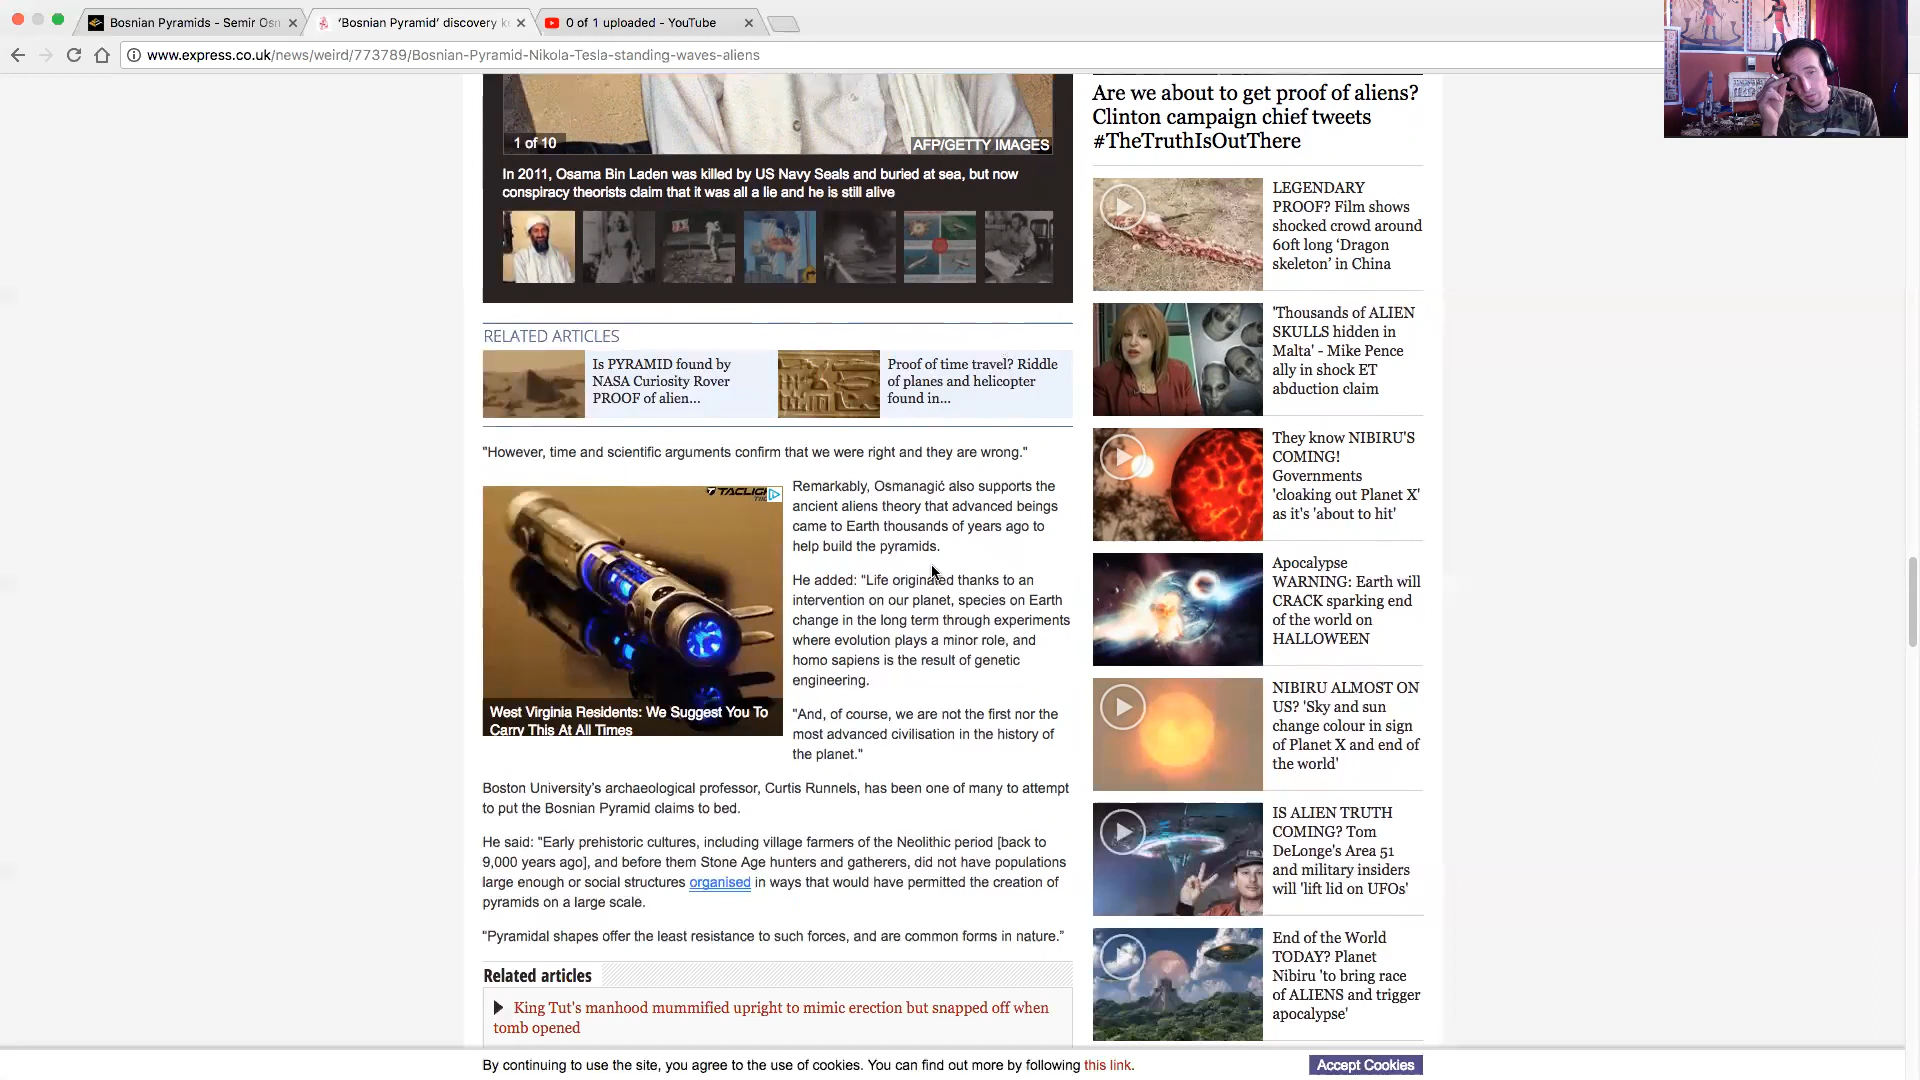 Bosnian Pyramids - Semir Osm
'Bosnian Pyramid' discovery k
0 of 1 uploaded - YouTube
www.express.co.uk/news/weird/773789/Bosnian-Pyramid-Nikola-Tesla-standing-waves-aliens
1 of 10
AFP/GETTY IMAGES
In 2011, Osama Bin Laden was killed by US Navy Seals and buried at sea, but now
conspiracy theorists claim that it was all a lie and he is still alive
RELATED ARTICLES
Is PYRAMID found by
NASA Curiosity Rover
PROOF of alien...
Proof of time travel? Riddle
of planes and helicopter
found in...
"However, time and scientific arguments confirm that we were right and they are wrong."
TACLIGH
West Virginia Residents: We Suggest You To
Carry This At All Times
Remarkably, Osmanagić also supports the
ancient aliens theory that advanced beings
came to Earth thousands of years ago to
help build the pyramids.
He added: "Life originated thanks to an
intervention on our planet, species on Earth
change in the long term through experiments
where evolution plays a minor role, and
homo sapiens is the result of genetic
engineering.
"And, of course, we are not the first nor the
most advanced civilisation in the history of
the planet."
Boston University's archaeological professor, Curtis Runnels, has been one of many to attempt
to put the Bosnian Pyramid claims to bed.
He said: "Early prehistoric cultures, including village farmers of the Neolithic period [back to
9,000 years ago], and before them Stone Age hunters and gatherers, did not have populations
large enough or social structures organised in ways that would have permitted the creation of
pyramids on a large scale.
"Pyramidal shapes offer the least resistance to such forces, and are common forms in nature."
Related articles
King Tut's manhood mummified upright to mimic erection but snapped off when
tomb opened
Are we about to get proof of aliens?
Clinton campaign chief tweets
#TheTruthIsOutThere
LEGENDARY
PROOF? Film shows
shocked crowd around
60ft long 'Dragon
skeleton' in China
'Thousands of ALIEN
SKULLS hidden in
Malta' - Mike Pence
ally in shock ET
abduction claim
They know NIBIRU'S
COMING!
Governments
'cloaking out Planet X'
as it's 'about to hit'
Apocalypse
WARNING: Earth will
CRACK sparking end
of the world on
HALLOWEEN
NIBIRU ALMOST ON
US? 'Sky and sun
change colour in sign
of Planet X and end of
the world'
IS ALIEN TRUTH
COMING? Tom
DeLonge's Area 51
and military insiders
will 'lift lid on UFOs'
End of the World
TODAY? Planet
Nibiru 'to bring race
of ALIENS and trigger
apocalypse'
By continuing to use the site, you agree to the use of cookies. You can find out more by following this link.
Accept Cookies